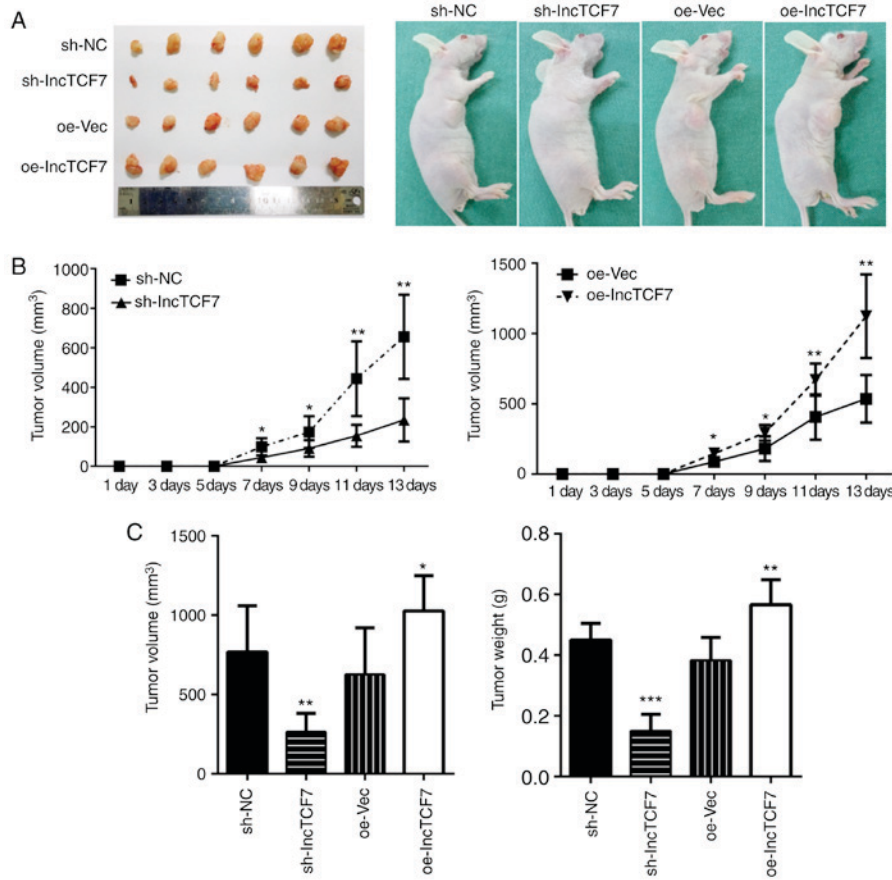 A
sh-NC
sh-lncTCF7
oe-Vec
oe-lncTCF7
sh-NC sh-lncTCF7 oe-Vec oe-lncTCF7
B
Tumor volume (mm³)
1000
800
600
400
200
0
sh-NC
sh-lncTCF7
*
*
**
**
1 day 3 days 5 days 7 days 9 days 11 days 13 days
Tumor volume (mm³)
1500
1000
500
0
oe-Vec
oe-lncTCF7
*
*
**
**
1 day 3 days 5 days 7 days 9 days 11 days 13 days
C
Tumor volume (mm³)
1500
1000
500
0
**
*
sh-NC
sh-lncTCF7
oe-Vec
oe-lncTCF7
Tumor weight (g)
0.8
0.6
0.4
0.2
0.0
***
**
sh-NC
sh-lncTCF7
oe-Vec
oe-lncTCF7